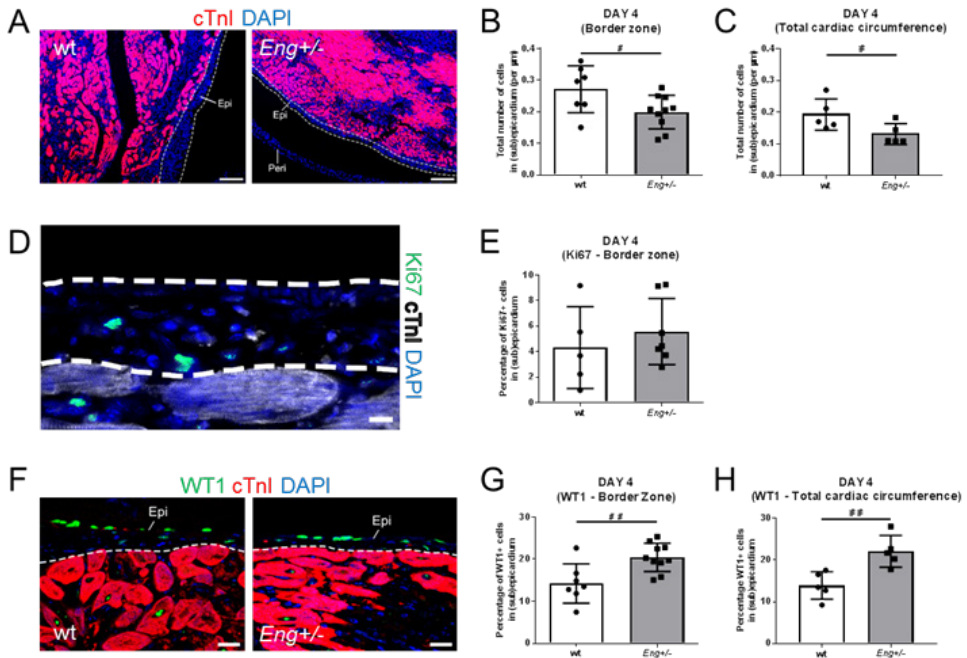 A
cTnI DAPI
wt
Epi
Eng+/-
Epi
Peri
B
DAY 4
(Border zone)
Total number of cells
in (sub)epicardium (per µm)
0.4
0.3
0.2
0.1
0.0
#
wt
Eng+/-
C
DAY 4
(Total cardiac circumference)
Total number of cells
in (sub)epicardium (per µm)
0.4
0.3
0.2
0.1
0.0
#
wt
Eng+/-
D
Ki67 cTnI DAPI
E
DAY 4
(Ki67 - Border zone)
Percentage of Ki67+ cells
in (sub)epicardium
10
8
6
4
2
0
wt
Eng+/-
F
WT1 cTnI DAPI
Epi
wt
Epi
Eng+/-
G
DAY 4
(WT1 - Border Zone)
Percentage of WT1+ cells
in (sub)epicardium
30
20
10
0
##
wt
Eng+/-
H
DAY 4
(WT1 - Total cardiac circumference)
Percentage WT1+ cells
in (sub)epicardium
30
20
10
0
##
wt
Eng+/-